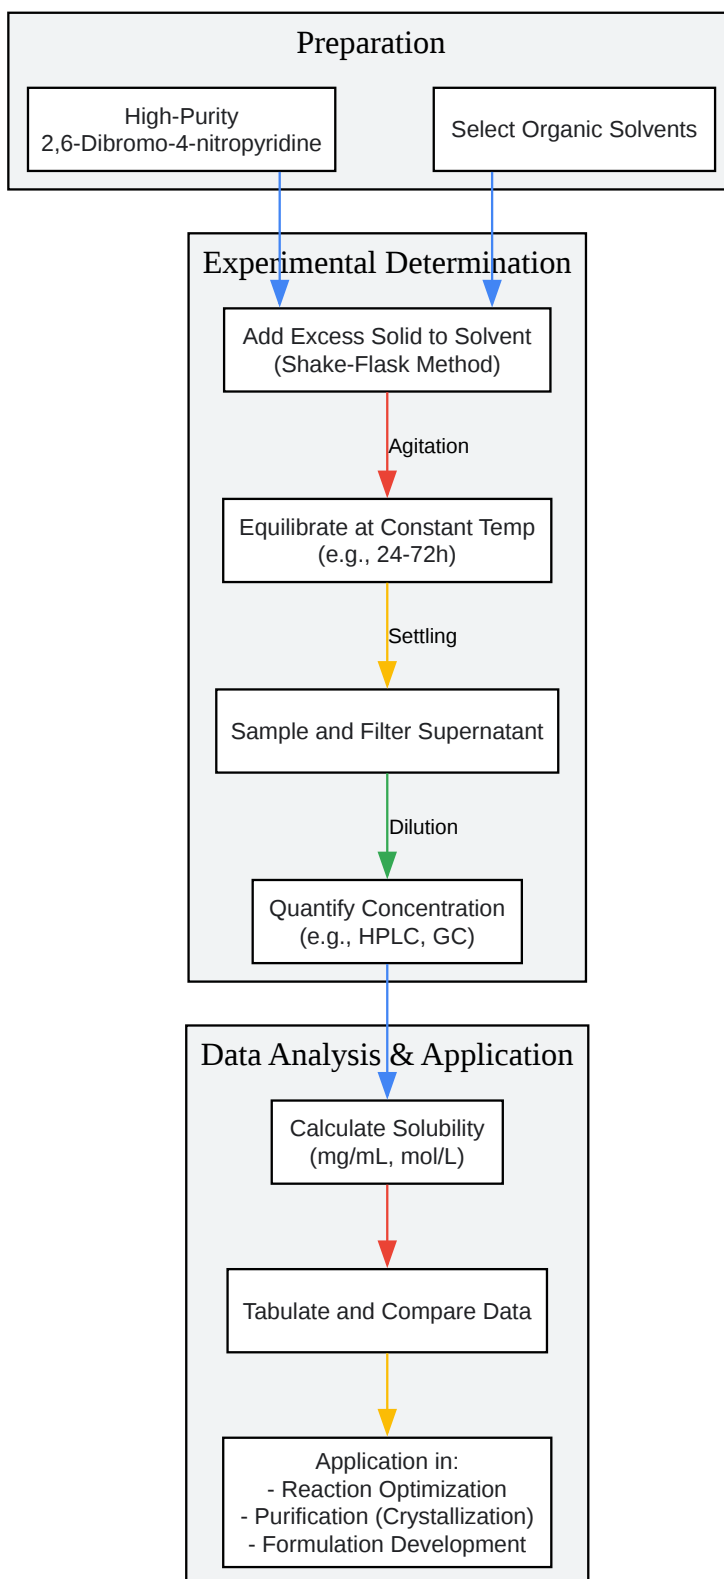 Preparation
High-Purity
2,6-Dibromo-4-nitropyridine
Select Organic Solvents
Experimental Determination
Add Excess Solid to Solvent
(Shake-Flask Method)
Agitation
Equilibrate at Constant Temp
(e.g., 24-72h)
Settling
Sample and Filter Supernatant
Dilution
Quantify Concentration
(e.g., HPLC, GC)
Data Analysis & Application
Calculate Solubility
(mg/mL, mol/L)
Tabulate and Compare Data
Application in:
- Reaction Optimization
- Purification (Crystallization)
- Formulation Development